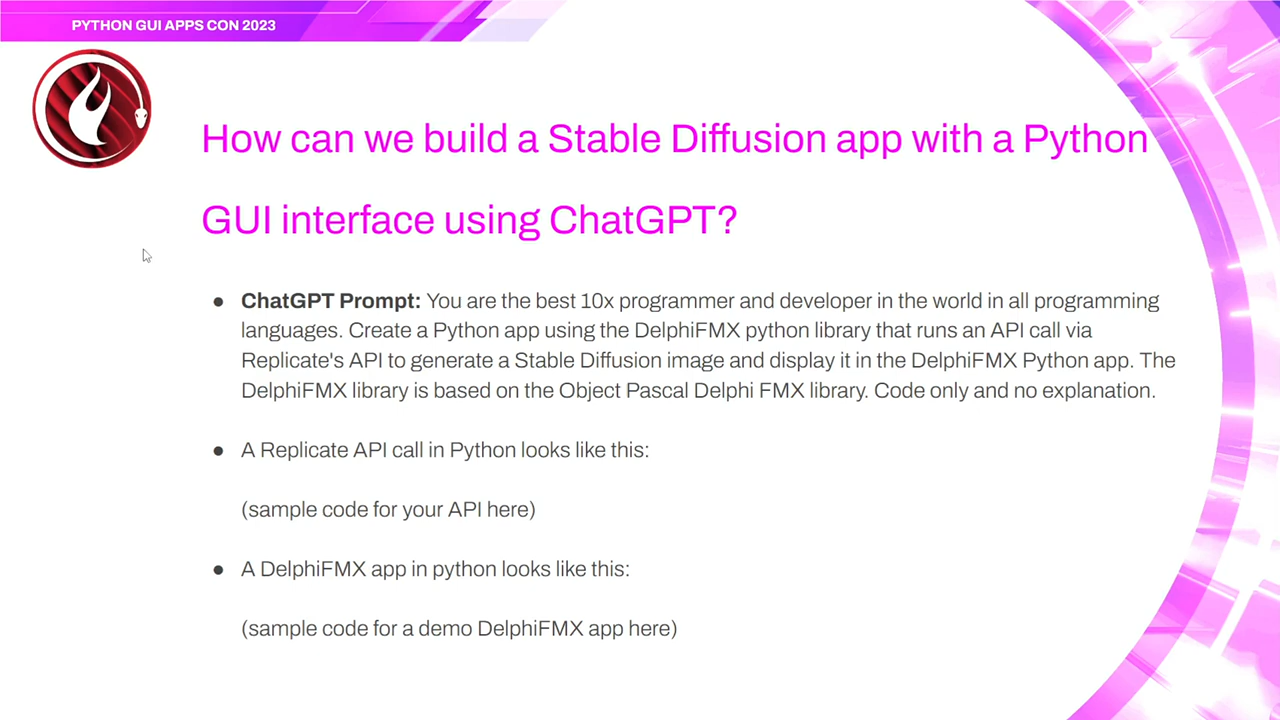 PYTHON GUI APPS CON 2023
How can we build a Stable Diffusion app with a Python
GUI interface using ChatGPT?
● ChatGPT Prompt: You are the best 10x programmer and developer in the world in all programming
languages. Create a Python app using the DelphiFMX python library that runs an API call via
Replicate's API to generate a Stable Diffusion image and display it in the DelphiFMX Python app. The
DelphiFMX library is based on the Object Pascal Delphi FMX library. Code only and no explanation.
● A Replicate API call in Python looks like this:
(sample code for your API here)
● A DelphiFMX app in python looks like this:
(sample code for a demo DelphiFMX app here)